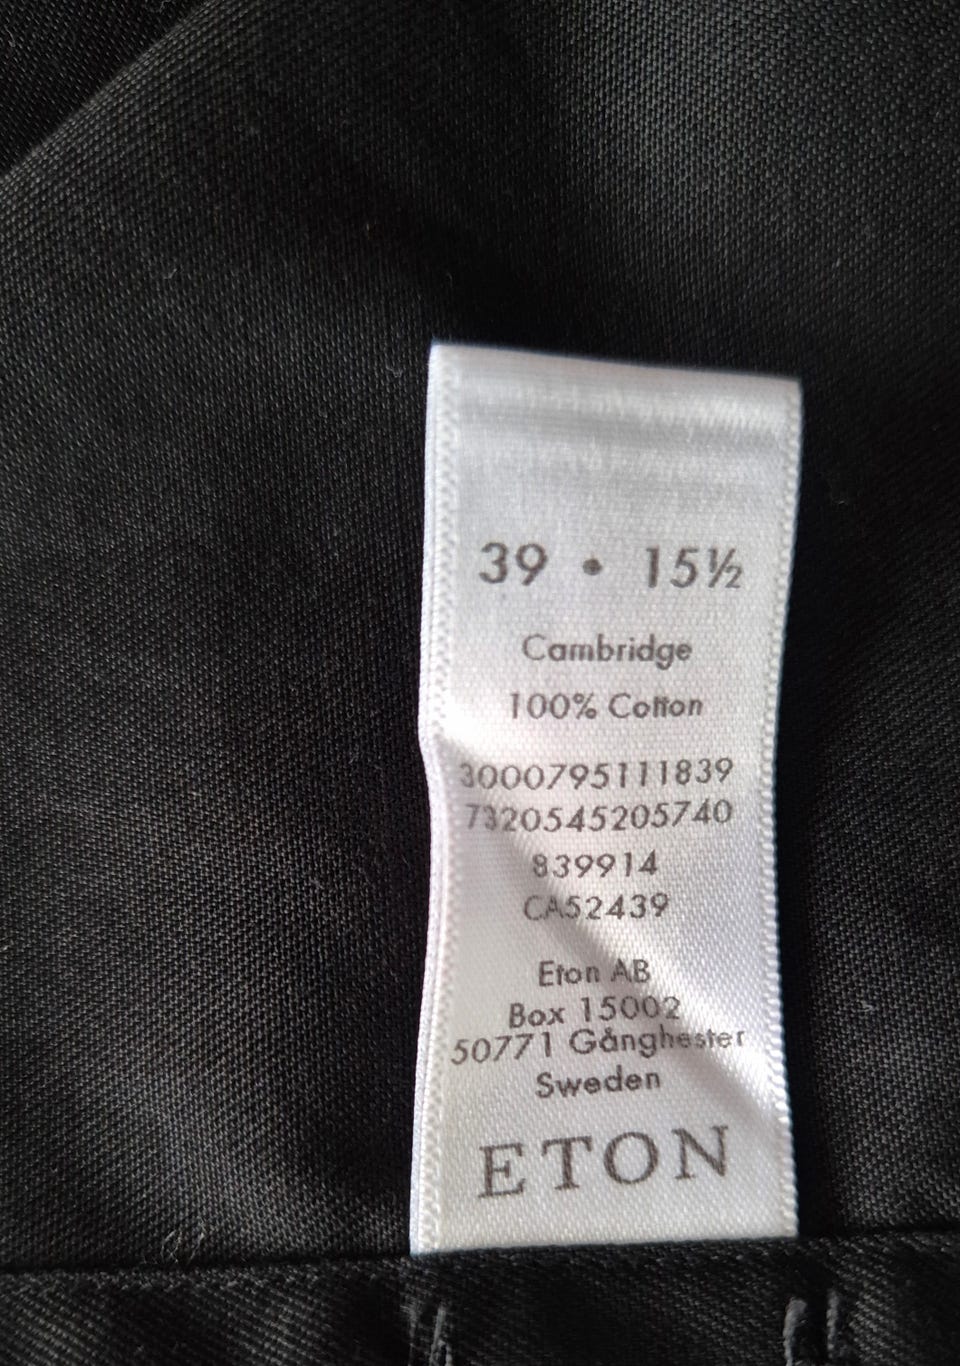 39 • 15½
Cambridge
100% Cotton
3000795111839
7320545205740
839914
CA52439
Eton AB
Box 15002
50771 Gånghester
Sweden
ETON